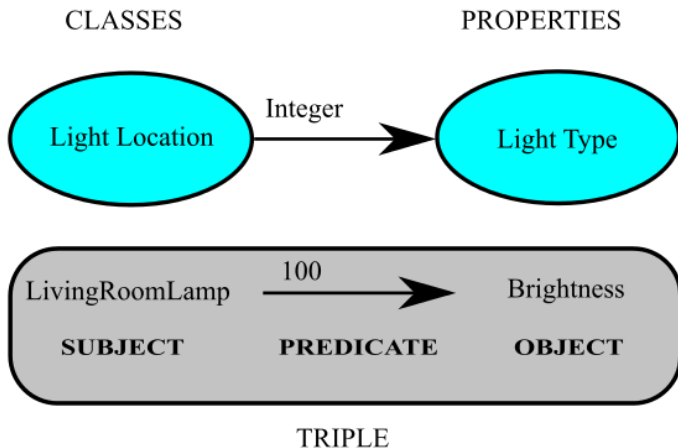 CLASSES PROPERTIES
Integer
Light Location Light Type
100
LivingRoomLamp Brightness
SUBJECT PREDICATE OBJECT
TRIPLE